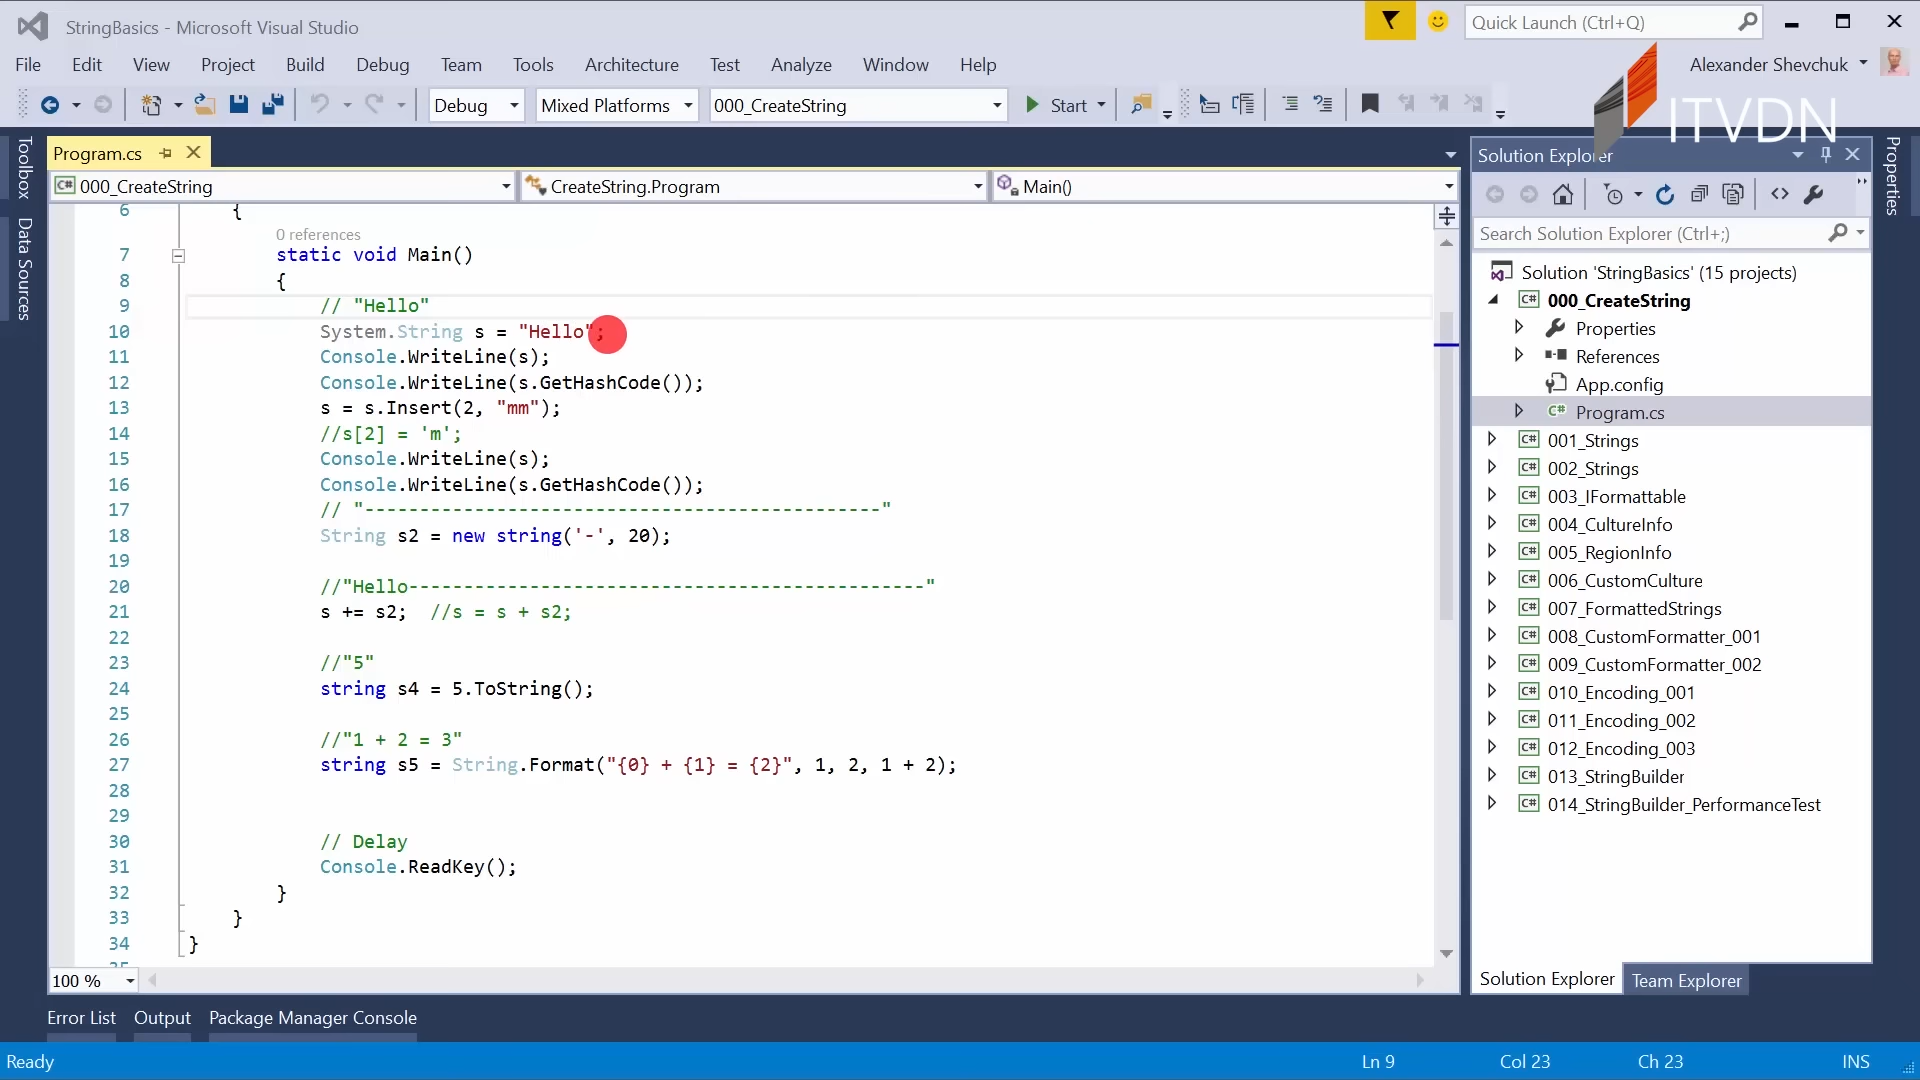 StringBasics - Microsoft Visual Studio
Quick Launch (Ctrl+Q)
File Edit View Project Build Debug Team Tools Architecture Test Analyze Window Help
Alexander Shevchuk
Debug Mixed Platforms 000_CreateString Start
ITVDN
Toolbox
Data Sources
Program.cs
000_CreateString CreateString.Program Main()
6 {
0 references
7 static void Main()
8 {
9 // "Hello"
10 System.String s = "Hello";
11 Console.WriteLine(s);
12 Console.WriteLine(s.GetHashCode());
13 s = s.Insert(2, "mm");
14 //s[2] = 'm';
15 Console.WriteLine(s);
16 Console.WriteLine(s.GetHashCode());
17 // "-----------------------------------------------"
18 String s2 = new string('-', 20);
19
20 //"Hello-----------------------------------------------"
21 s += s2;  //s = s + s2;
22
23 //"5"
24 string s4 = 5.ToString();
25
26 //"1 + 2 = 3"
27 string s5 = String.Format("{0} + {1} = {2}", 1, 2, 1 + 2);
28
29
30 // Delay
31 Console.ReadKey();
32 }
33 }
34 }
100 %
Solution Explorer
Search Solution Explorer (Ctrl+;)
Solution 'StringBasics' (15 projects)
000_CreateString
Properties
References
App.config
Program.cs
001_Strings
002_Strings
003_IFormattable
004_CultureInfo
005_RegionInfo
006_CustomCulture
007_FormattedStrings
008_CustomFormatter_001
009_CustomFormatter_002
010_Encoding_001
011_Encoding_002
012_Encoding_003
013_StringBuilder
014_StringBuilder_PerformanceTest
Solution Explorer Team Explorer
Properties
Error List Output Package Manager Console
Ready Ln 9 Col 23 Ch 23 INS